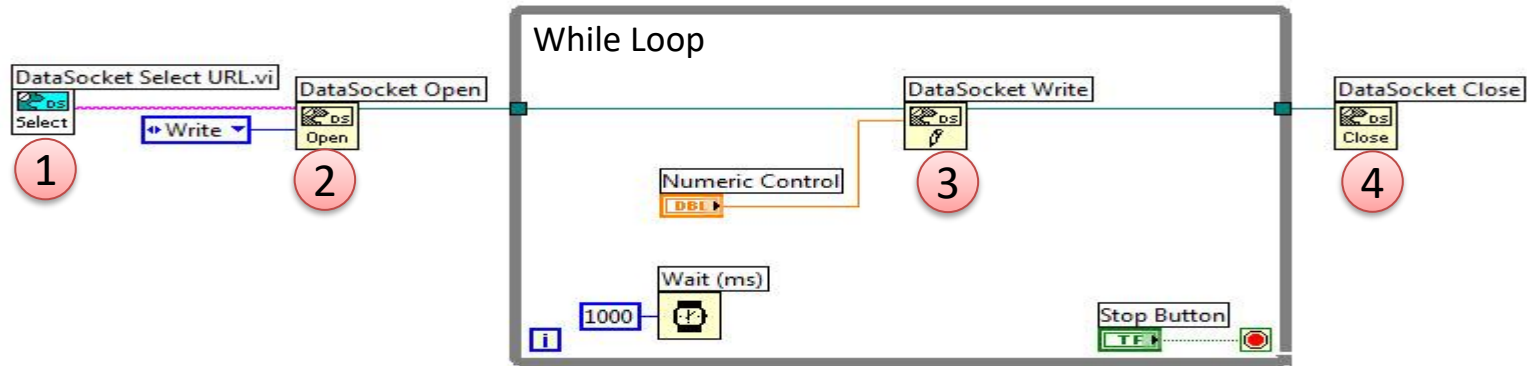 While Loop
DataSocket Select URL.vi
DS
Select
Write
DataSocket Open
DS
Open
DataSocket Write
DS
DataSocket Close
DS
Close
1
2
3
4
Numeric Control
DBL
Wait (ms)
1000
i
Stop Button
TF